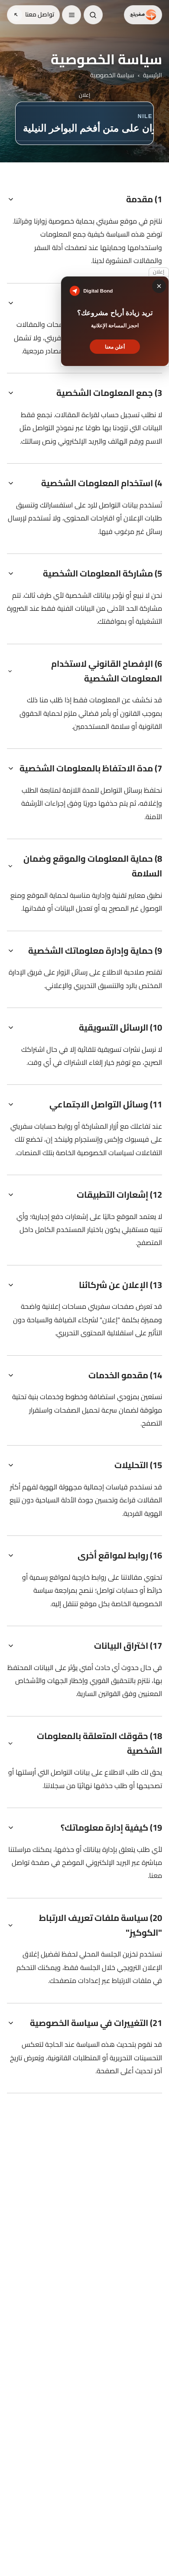 سفريتي
تواصل معنا
سياسة الخصوصية
الرئيسية › سياسة الخصوصية
إعلان
NILE
ان على متن أفخم البواخر النيلية
1) مقدمة
نلتزم في موقع سفريتي بحماية خصوصية زوارنا وقرّائنا.
توضح هذه السياسة كيفية جمع المعلومات
واستخدامها وحمايتها عند تصفحك أدلة السفر
والمقالات المنشورة لدينا.
إعلان
Digital Bond
تريد زيادة أرباح مشروعك؟
احجز المساحة الإعلانية
أعلن معنا
3) جمع المعلومات الشخصية
لا نطلب تسجيل حساب لقراءة المقالات. نجمع فقط
البيانات التي تزودنا بها طوعًا عبر نموذج التواصل مثل
الاسم ورقم الهاتف والبريد الإلكتروني ونص رسالتك.
4) استخدام المعلومات الشخصية
تُستخدم بيانات التواصل للرد على استفساراتك وتنسيق
طلبات الإعلان أو اقتراحات المحتوى، ولا تُستخدم لإرسال
رسائل غير مرغوب فيها.
5) مشاركة المعلومات الشخصية
نحن لا نبيع أو نؤجر بياناتك الشخصية لأي طرف ثالث. تتم
مشاركة الحد الأدنى من البيانات الفنية فقط عند الضرورة
التشغيلية أو بموافقتك.
6) الإفصاح القانوني لاستخدام
المعلومات الشخصية
قد نكشف عن المعلومات فقط إذا طُلب منا ذلك
بموجب القانون أو بأمر قضائي ملزم لحماية الحقوق
القانونية أو سلامة المستخدمين.
7) مدة الاحتفاظ بالمعلومات الشخصية
نحتفظ برسائل التواصل للمدة اللازمة لمتابعة الطلب
وإغلاقه، ثم يتم حذفها دوريًا وفق إجراءات الأرشفة
الآمنة.
8) حماية المعلومات والموقع وضمان
السلامة
نطبق معايير تقنية وإدارية مناسبة لحماية الموقع ومنع
الوصول غير المصرح به أو تعديل البيانات أو فقدانها.
9) حماية وإدارة معلوماتك الشخصية
تقتصر صلاحية الاطلاع على رسائل الزوار على فريق الإدارة
المختص بالرد والتنسيق التحريري والإعلاني.
10) الرسائل التسويقية
لا نرسل نشرات تسويقية تلقائية إلا في حال اشتراكك
الصريح، مع توفير خيار إلغاء الاشتراك في أي وقت.
11) وسائل التواصل الاجتماعي
عند تفاعلك مع أزرار المشاركة أو روابط حسابات سفريتي
على فيسبوك وإكس وإنستجرام ولينكد إن، تخضع تلك
التفاعلات لسياسات الخصوصية الخاصة بتلك المنصات.
12) إشعارات التطبيقات
لا يعتمد الموقع حاليًا على إشعارات دفع إجبارية؛ وأي
تنبيه مستقبلي يكون باختيار المستخدم الكامل داخل
المتصفح.
13) الإعلان عن شركائنا
قد تعرض صفحات سفريتي مساحات إعلانية واضحة
ومميزة بكلمة "إعلان" لشركاء الضيافة والسياحة دون
التأثير على استقلالية المحتوى التحريري.
14) مقدمو الخدمات
نستعين بمزودي استضافة وخطوط وخدمات بنية تحتية
موثوقة لضمان سرعة تحميل الصفحات واستقرار
التصفح.
15) التحليلات
قد نستخدم قياسات إجمالية مجهولة الهوية لفهم أكثر
المقالات قراءة وتحسين جودة الأدلة السياحية دون تتبع
الهوية الفردية.
16) روابط لمواقع أخرى
تحتوي مقالاتنا على روابط خارجية لمواقع رسمية أو
خرائط أو حسابات تواصل؛ ننصح بمراجعة سياسة
الخصوصية الخاصة بكل موقع تنتقل إليه.
17) اختراق البيانات
في حال حدوث أي حادث أمني يؤثر على البيانات المحتفظ
بها، نلتزم بالتحقيق الفوري وإخطار الجهات والأشخاص
المعنيين وفق القوانين السارية.
18) حقوقك المتعلقة بالمعلومات
الشخصية
يحق لك طلب الاطلاع على بيانات التواصل التي أرسلتها أو
تصحيحها أو طلب حذفها نهائيًا من سجلاتنا.
19) كيفية إدارة معلوماتك؟
لأي طلب يتعلق بإدارة بياناتك أو حذفها، يمكنك مراسلتنا
مباشرة عبر البريد الإلكتروني الموضح في صفحة تواصل
معنا.
20) سياسة ملفات تعريف الارتباط
"الكوكيز"
نستخدم تخزين الجلسة المحلي لحفظ تفضيل إغلاق
الإعلان الترويجي خلال الجلسة فقط، ويمكنك التحكم
في ملفات الارتباط عبر إعدادات متصفحك.
21) التغييرات في سياسة الخصوصية
قد نقوم بتحديث هذه السياسة عند الحاجة لتعكس
التحسينات التحريرية أو المتطلبات القانونية، ويُعرض تاريخ
آخر تحديث أعلى الصفحة.